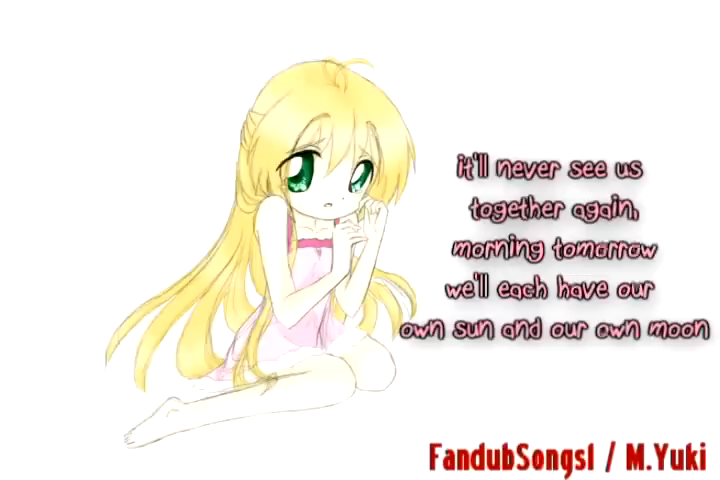 it'll never see us
together again,
morning tomorrow
we'll each have our
own sun and our own moon
FandubSongs1 / M.Yuki